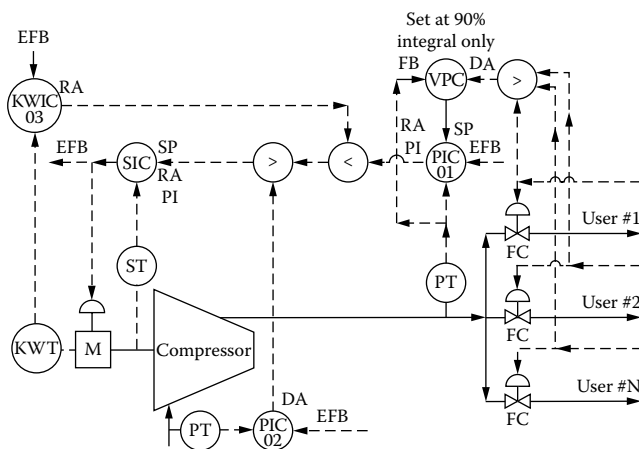 Set at 90%
integral only
EFB
FB
VPC
DA
>
KWIC
03
RA
RA
PI
SP
EFB
EFB
SIC
SP
RA
PI
>
<
PIC
01
User #1
FC
ST
PT
User #2
FC
KWT
M
Compressor
User #N
FC
DA
PT
PIC
02
EFB